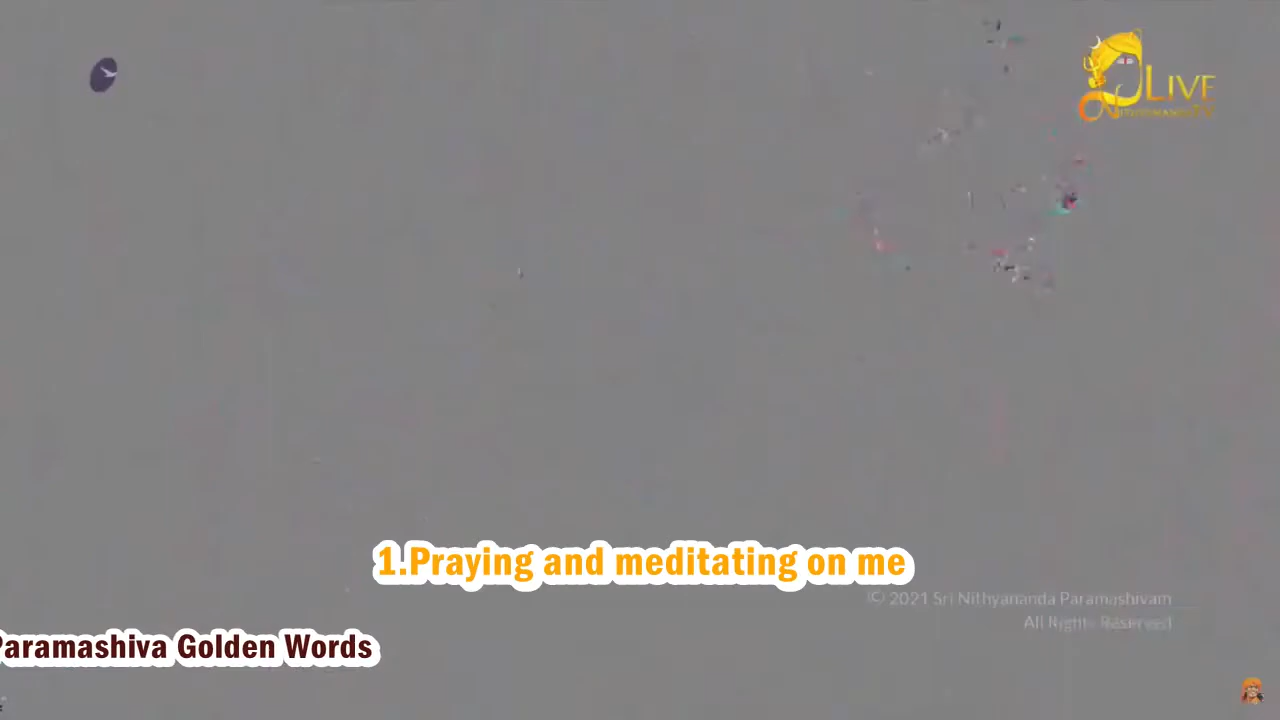 LIVE
1.Praying and meditating on me
© 2021 Sri Nithyananda Paramashivam
All Rights Reserved
Paramashiva Golden Words